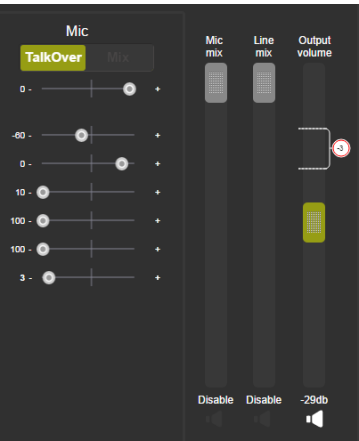 Mic
TalkOver Mix
0 - +
-60 - +
0 - +
10 - +
100 - +
100 - +
3 - +
Mic mix
Line mix
Output volume
-3
Disable Disable -29db